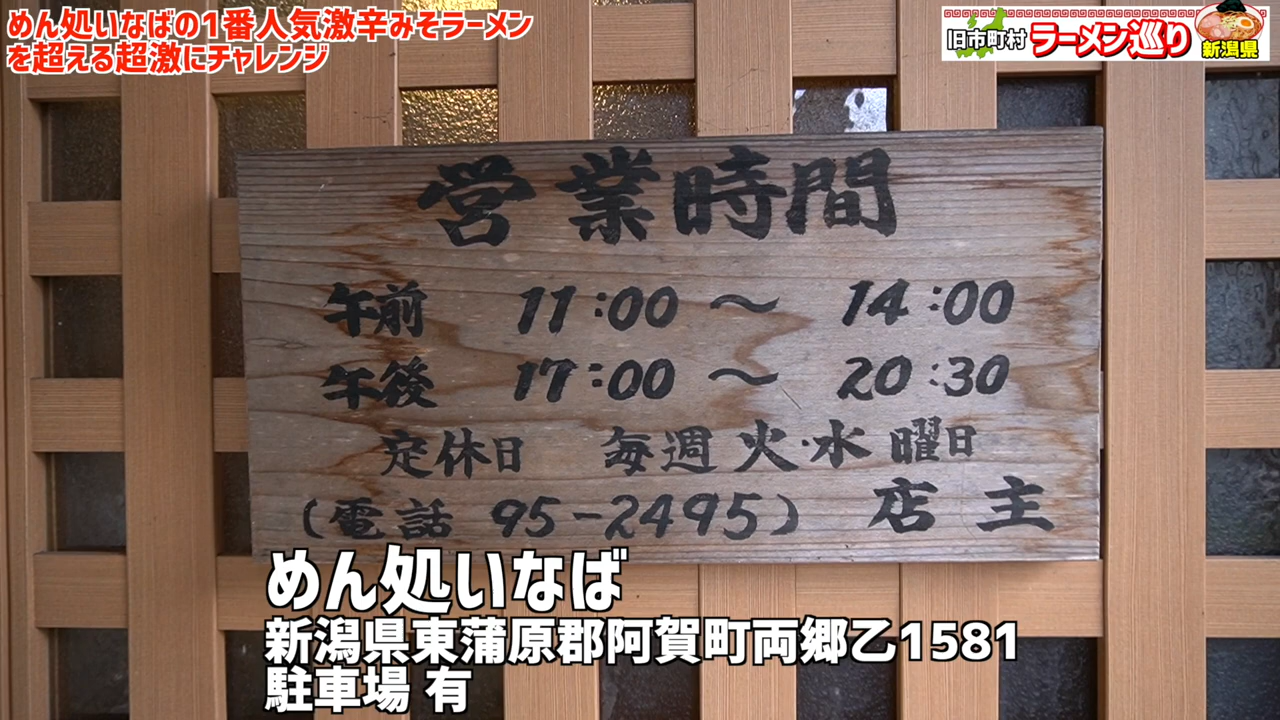 めん処いなばの1番人気激辛みそラーメン
を超える超激にチャレンジ
旧市町村 ラーメン巡り 新潟県
営業時間
午前 11:00〜 14:00
午後 17:00〜 20:30
定休日 毎週火・水曜日
(電話 95-2495) 店主
めん処いなば
新潟県東蒲原郡阿賀町両郷乙1581
駐車場 有